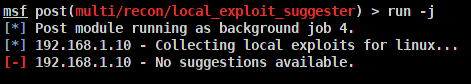 msf post(multi/recon/local_exploit_suggester) > run -j
[*] Post module running as background job 4.
[*] 192.168.1.10 - Collecting local exploits for linux...
[-] 192.168.1.10 - No suggestions available.